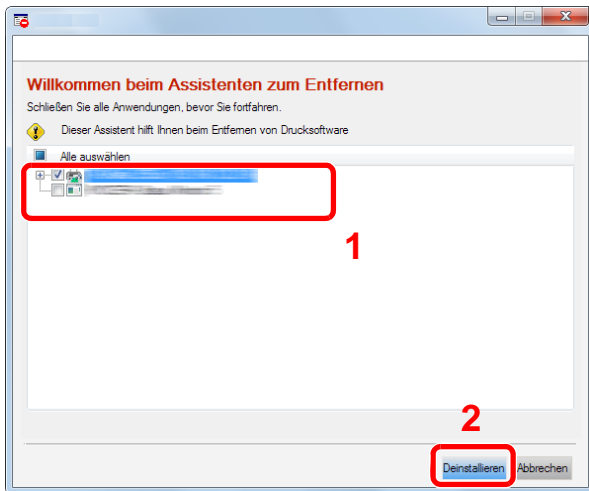 Willkommen beim Assistenten zum Entfernen
Schließen Sie alle Anwendungen, bevor Sie fortfahren.
Dieser Assistent hilft Ihnen beim Entfernen von Drucksoftware
Alle auswählen
1
2
Deinstallieren Abbrechen